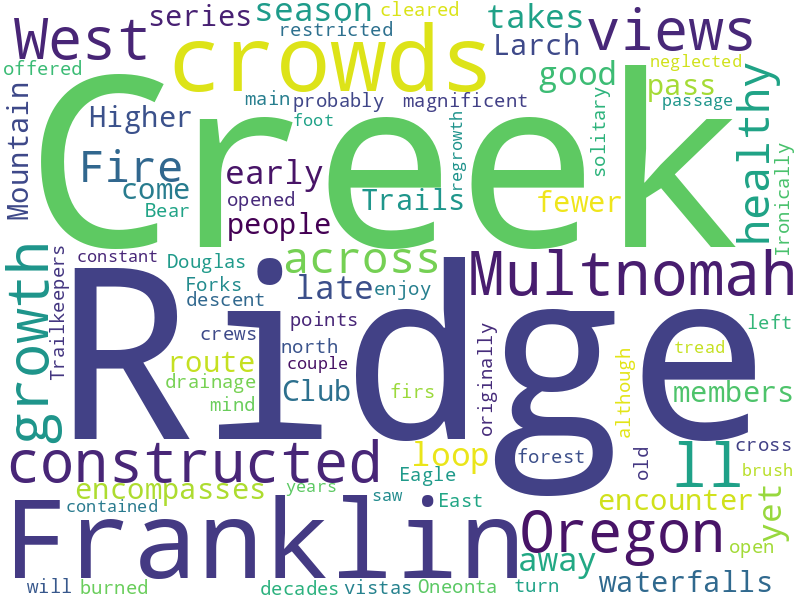 series season cleared takes
West crowds restricted Larch views
offered good neglected
Mountain Higher main probably magnificent pass passage
foot solitary healthy
Creek
Fire early regrowth
come opened Trails fewer Ironically
Bear people
constant Douglas across Multnomah
growth Trailkeepers Forks late enjoy
descent
Ridge
crews points left
north originally tread
route couple although
drainage Club firs members
mind
constructed loop forest old cross
encompasses Eagle ll brush
years saw East encounter yet
contained
Franklin Oregon open
away
will burned decades vistas Oneonta turn waterfalls